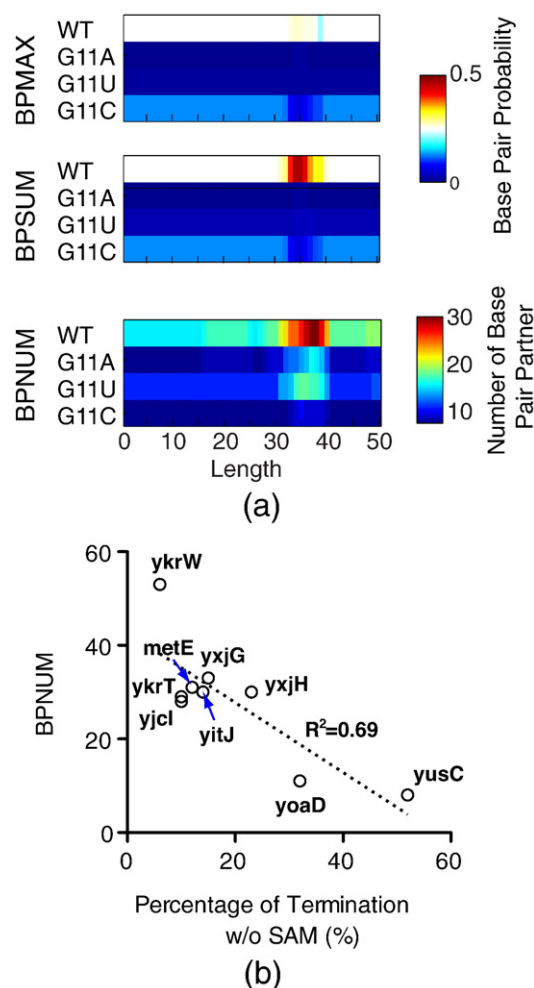 BPMAX
WT
G11A
G11U
G11C
0.5
0
Base Pair Probability
BPSUM
WT
G11A
G11U
G11C
BPNUM
WT
G11A
G11U
G11C
0 10 20 30 40 50
Length
30
20
10
Number of Base
Pair Partner
(a)
60
40
20
0
BPNUM
ykrW
metE
yxjG
yxjH
ykrT
yjcI
yitJ
R²=0.69
yoaD
yusC
0 20 40 60
Percentage of Termination
w/o SAM (%)
(b)